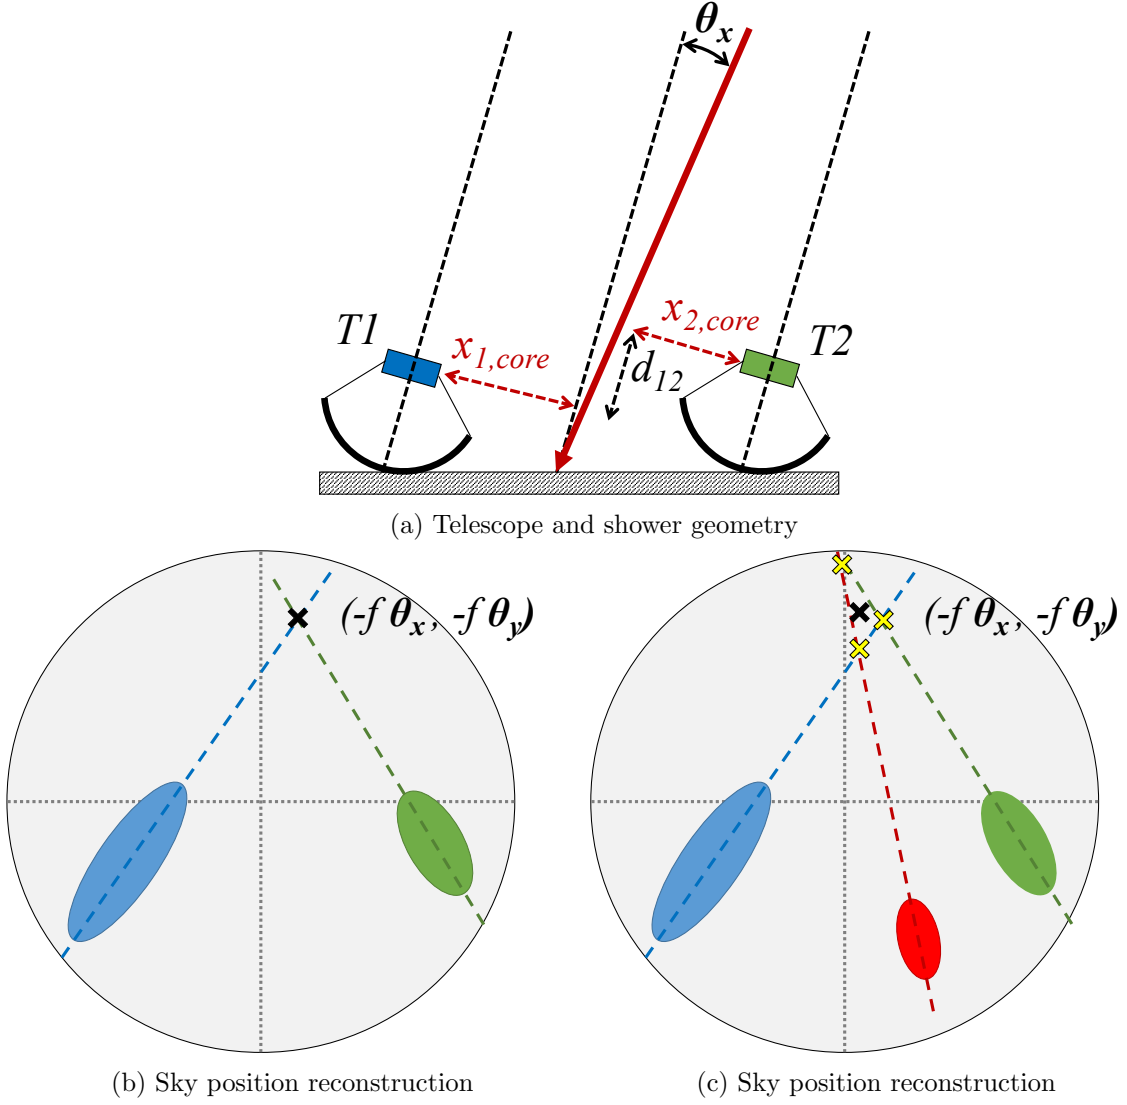 θx
T1
x1,core
x2,core
T2
d12
(a) Telescope and shower geometry
(-f θx, -f θy)
(-f θx, -f θy)
(b) Sky position reconstruction
(c) Sky position reconstruction